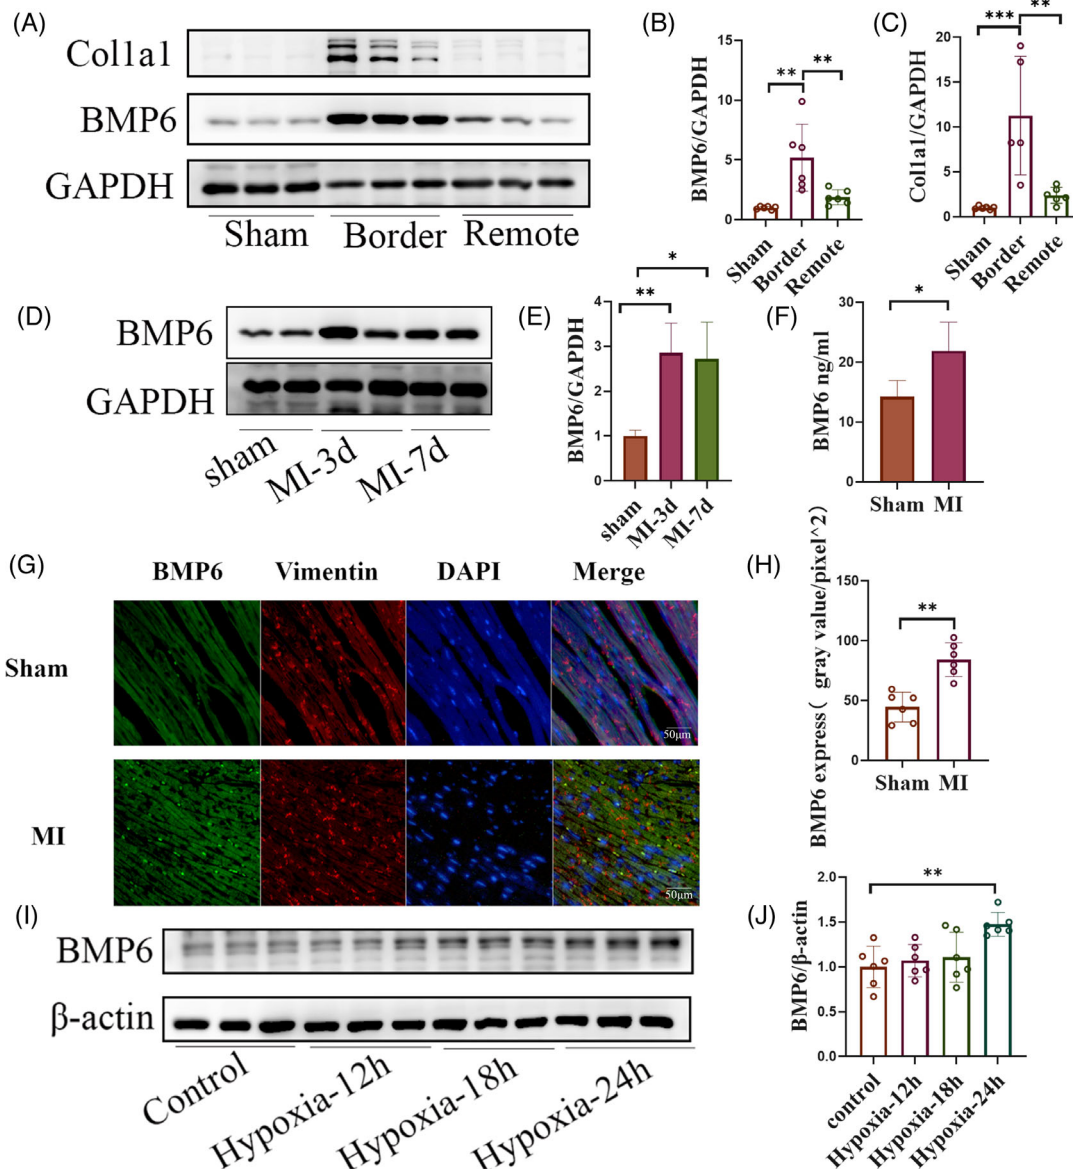 (A)
Col1a1
BMP6
GAPDH
Sham
Border
Remote
(B)
BMP6/GAPDH
15
10
5
0
**
**
Sham
Border
Remote
(C)
Col1a1/GAPDH
20
15
10
5
0
***
**
Sham
Border
Remote
(D)
BMP6
GAPDH
sham
MI-3d
MI-7d
(E)
BMP6/GAPDH
4
3
2
1
0
**
*
sham
MI-3d
MI-7d
(F)
BMP6 ng/ml
30
20
10
0
*
Sham
MI
(G)
BMP6
Vimentin
DAPI
Merge
Sham
50μm
MI
50μm
(H)
BMP6 express( gray value/pixel^2)
150
100
50
0
**
Sham
MI
(I)
BMP6
β-actin
Control
Hypoxia-12h
Hypoxia-18h
Hypoxia-24h
(J)
BMP6/β-actin
2.0
1.5
1.0
0.5
0.0
**
control
Hypoxia-12h
Hypoxia-18h
Hypoxia-24h